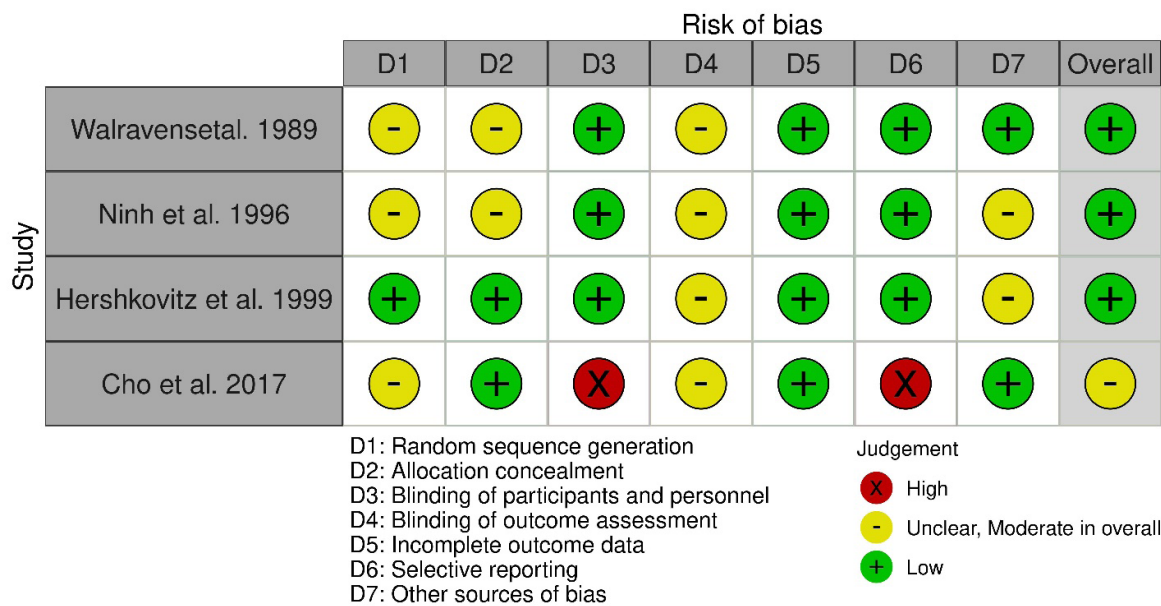 Risk of bias
D1 D2 D3 D4 D5 D6 D7 Overall
Study
Walravensetal. 1989 - - + - + + + +
Ninh et al. 1996 - - + - + + - +
Hershkovitz et al. 1999 + + + - + + - +
Cho et al. 2017 - + X - + X + -
D1: Random sequence generation
D2: Allocation concealment
D3: Blinding of participants and personnel
D4: Blinding of outcome assessment
D5: Incomplete outcome data
D6: Selective reporting
D7: Other sources of bias
Judgement
X High
- Unclear, Moderate in overall
+ Low